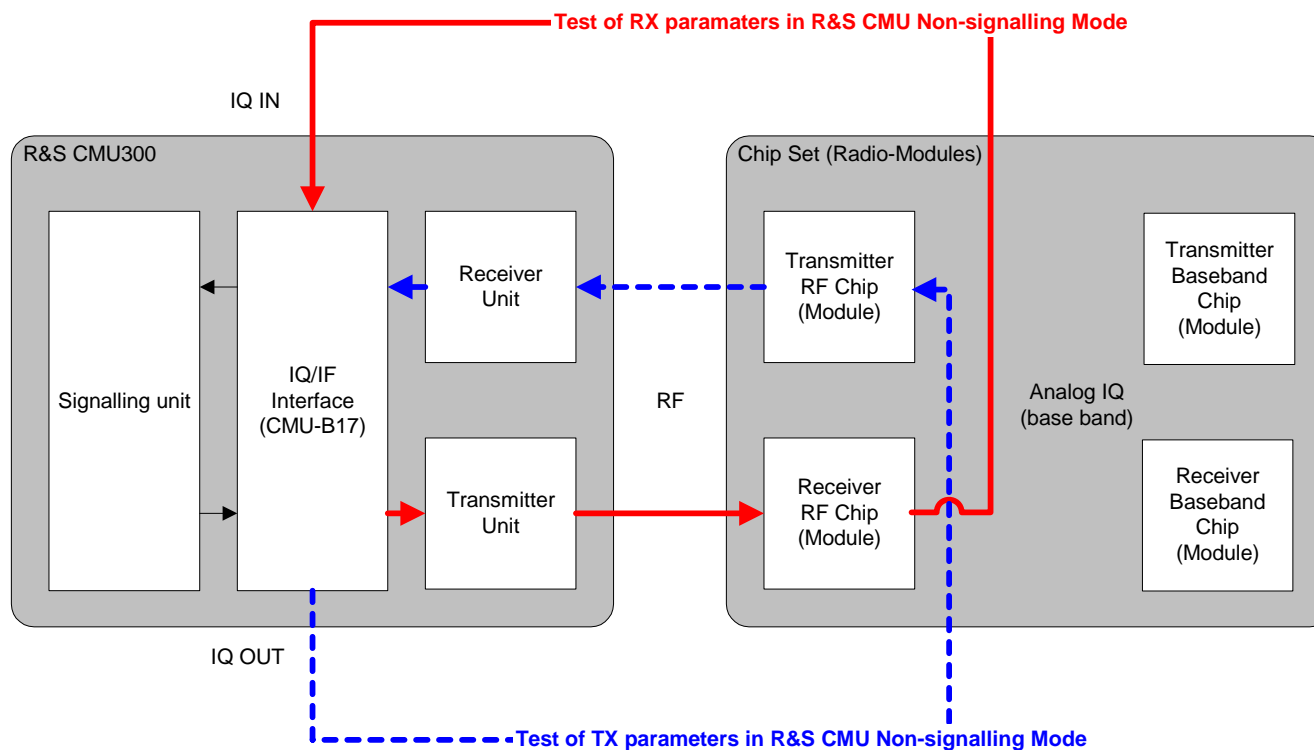 Test of RX paramaters in R&S CMU Non-signalling Mode
IQ IN
R&S CMU300
Chip Set (Radio-Modules)
Signalling unit
IQ/IF
Interface
(CMU-B17)
Receiver
Unit
Transmitter
Unit
RF
Transmitter
RF Chip
(Module)
Receiver
RF Chip
(Module)
Analog IQ
(base band)
Transmitter
Baseband
Chip
(Module)
Receiver
Baseband
Chip
(Module)
IQ OUT
Test of TX parameters in R&S CMU Non-signalling Mode